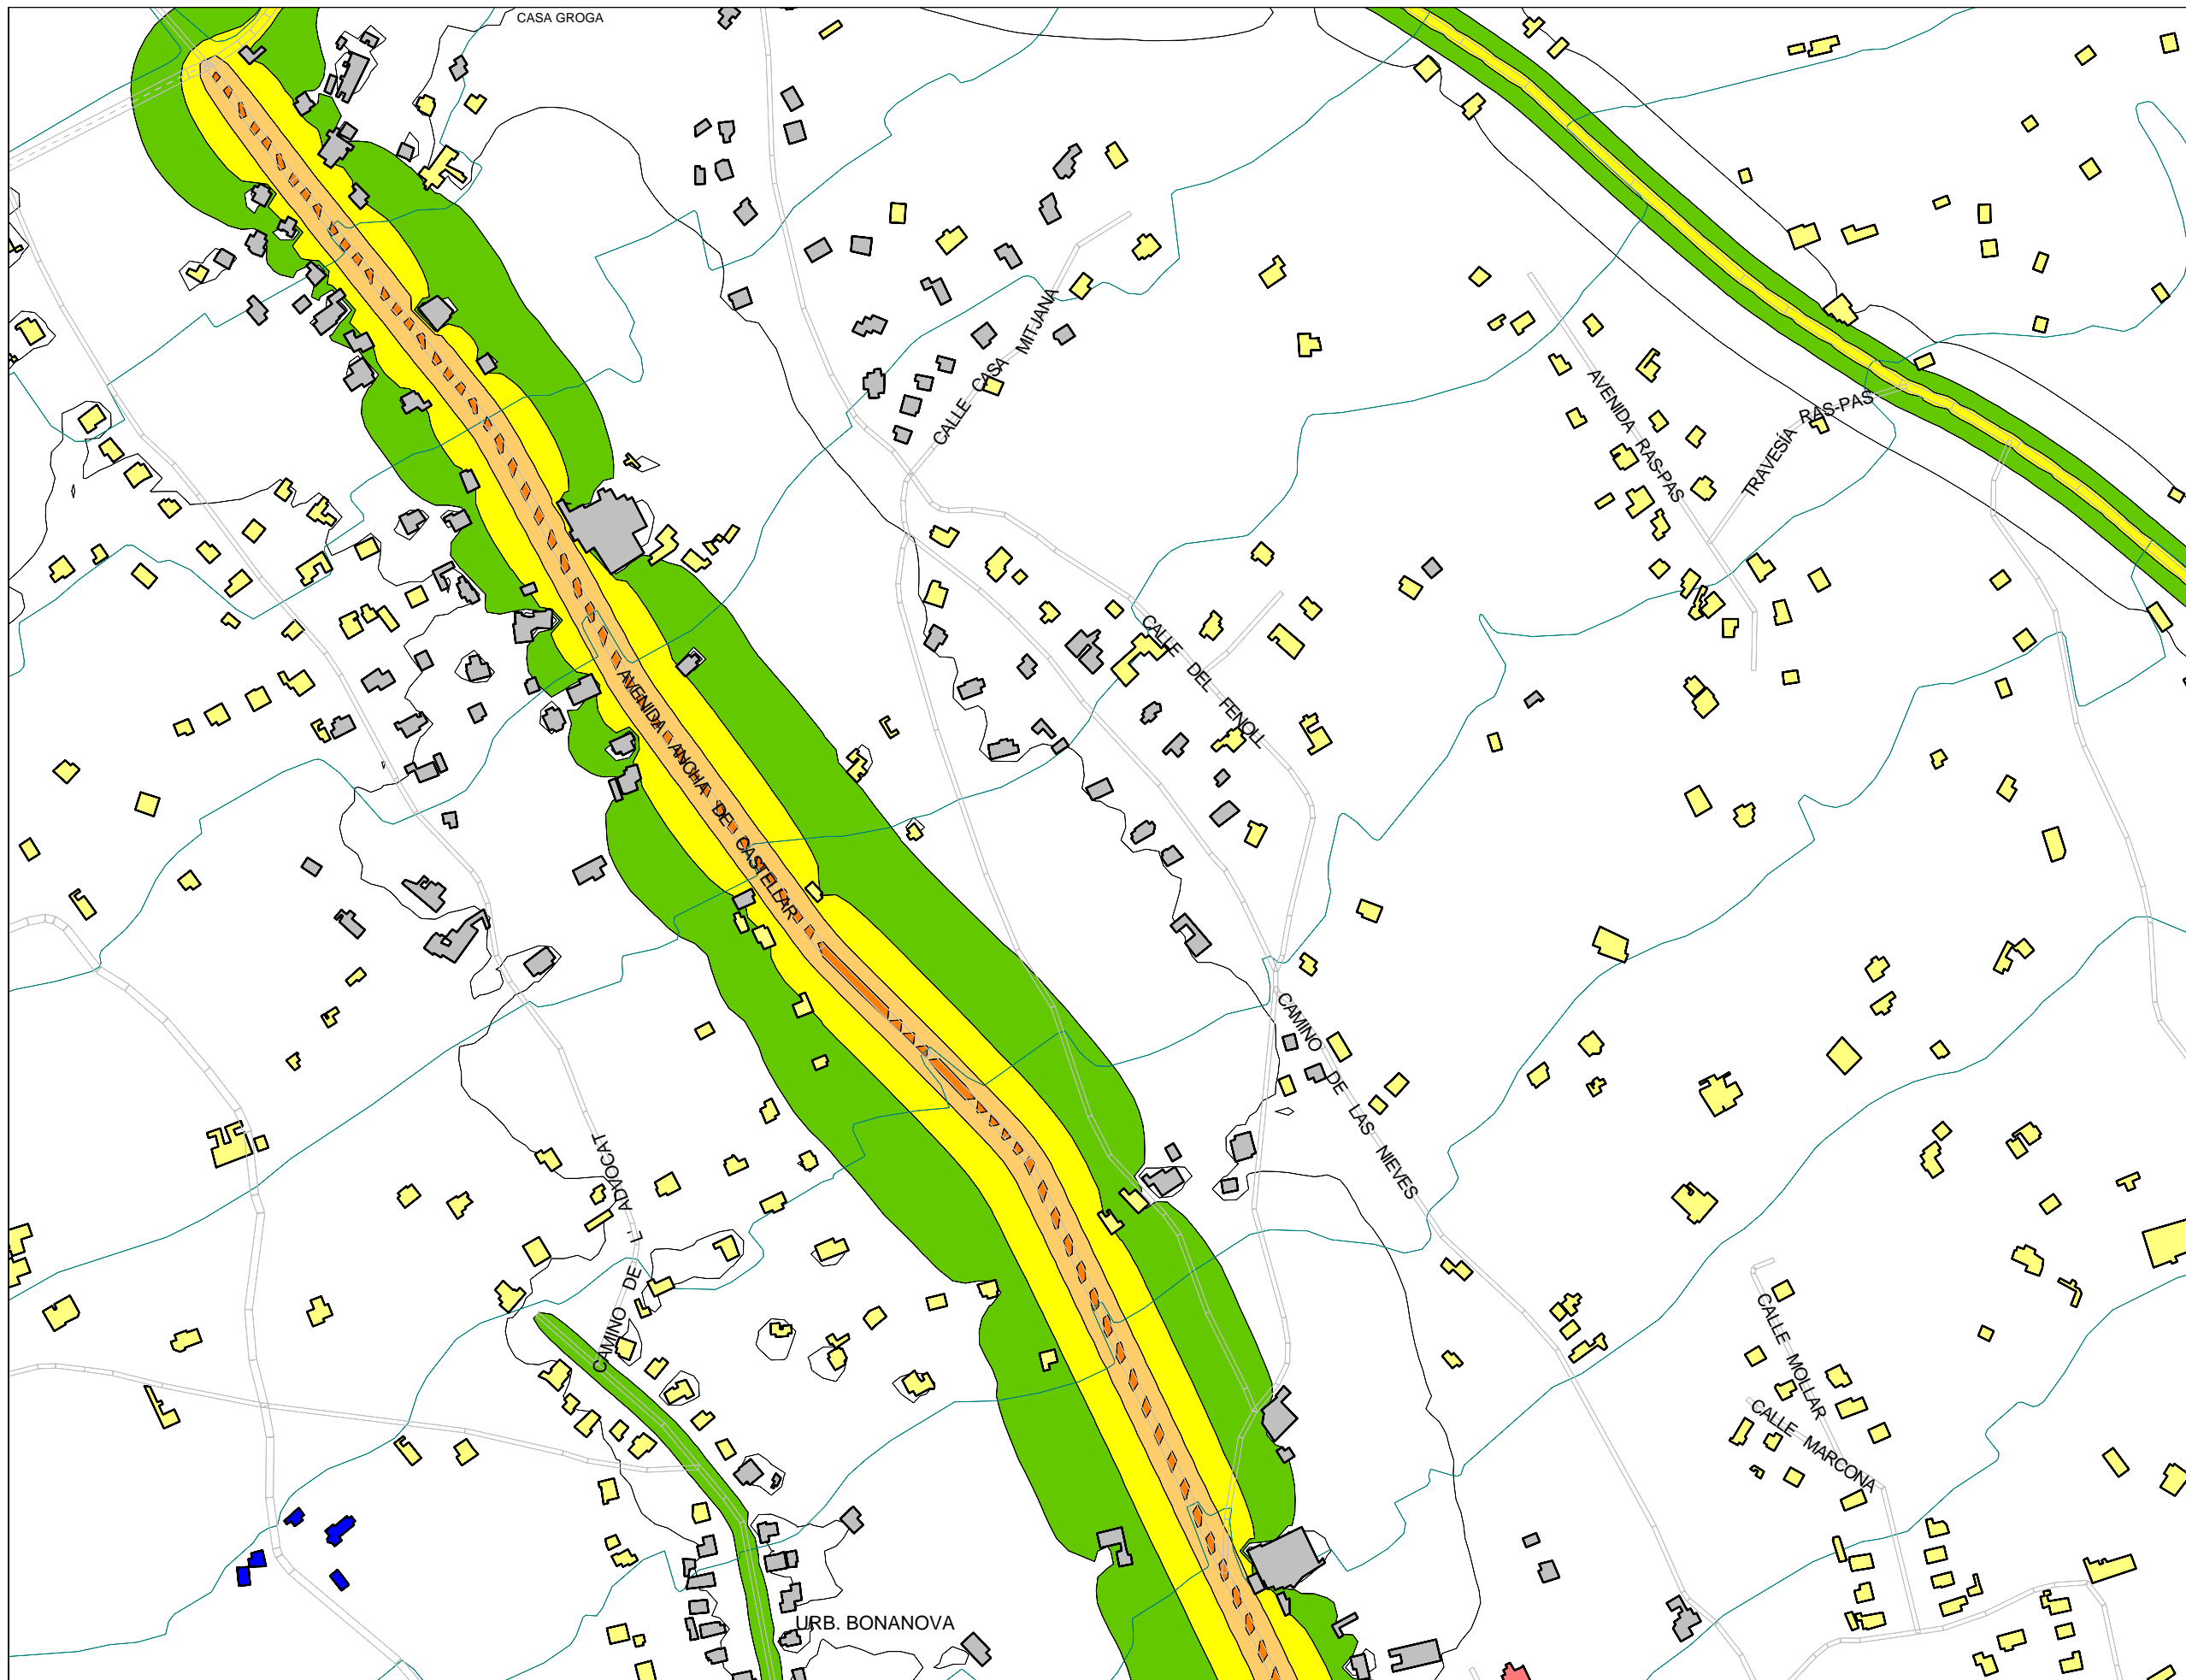 CASA GROGA
CALLE CASA MITJANA
AVENIDA RAS-PAS
TRAVESÍA RAS-PAS
CALLE DEL FENOLL
AVENIDA ANCHA DE CASTELLAR
CAMINO DE LAS NIEVES
CAMINO DE L' ADVOCAT
CALLE MOLLAR
CALLE MARCONA
URB. BONANOVA